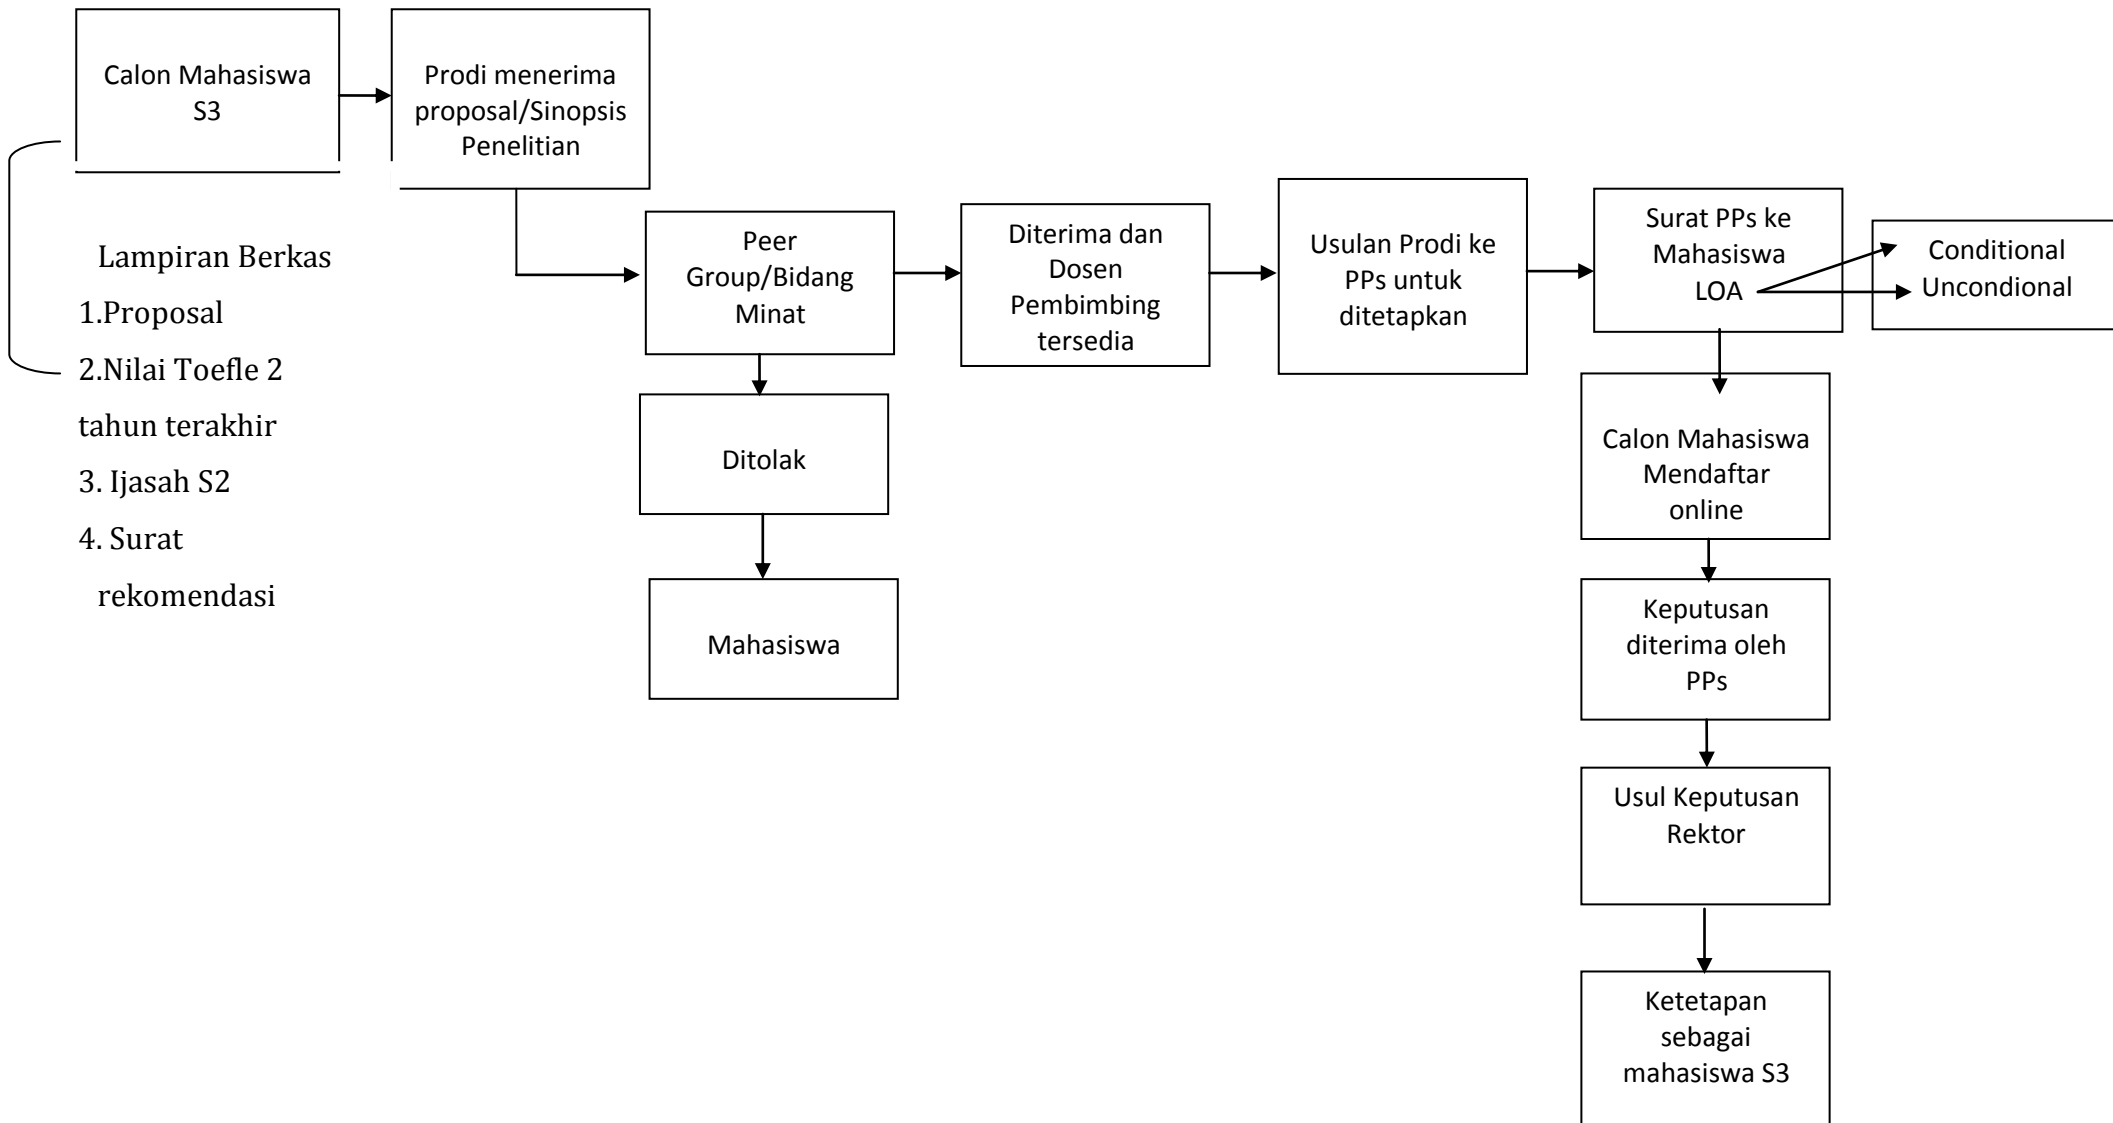 Calon Mahasiswa
S3
Prodi menerima
proposal/Sinopsis
Penelitian
Lampiran Berkas
1.Proposal
2.Nilai Toefle 2
tahun terakhir
3. Ijasah S2
4. Surat
rekomendasi
Peer
Group/Bidang
Minat
Ditolak
Mahasiswa
Diterima dan
Dosen
Pembimbing
tersedia
Usulan Prodi ke
PPs untuk
ditetapkan
Surat PPs ke
Mahasiswa
LOA
Conditional
Uncondional
Calon Mahasiswa
Mendaftar
online
Keputusan
diterima oleh
PPs
Usul Keputusan
Rektor
Ketetapan
sebagai
mahasiswa S3